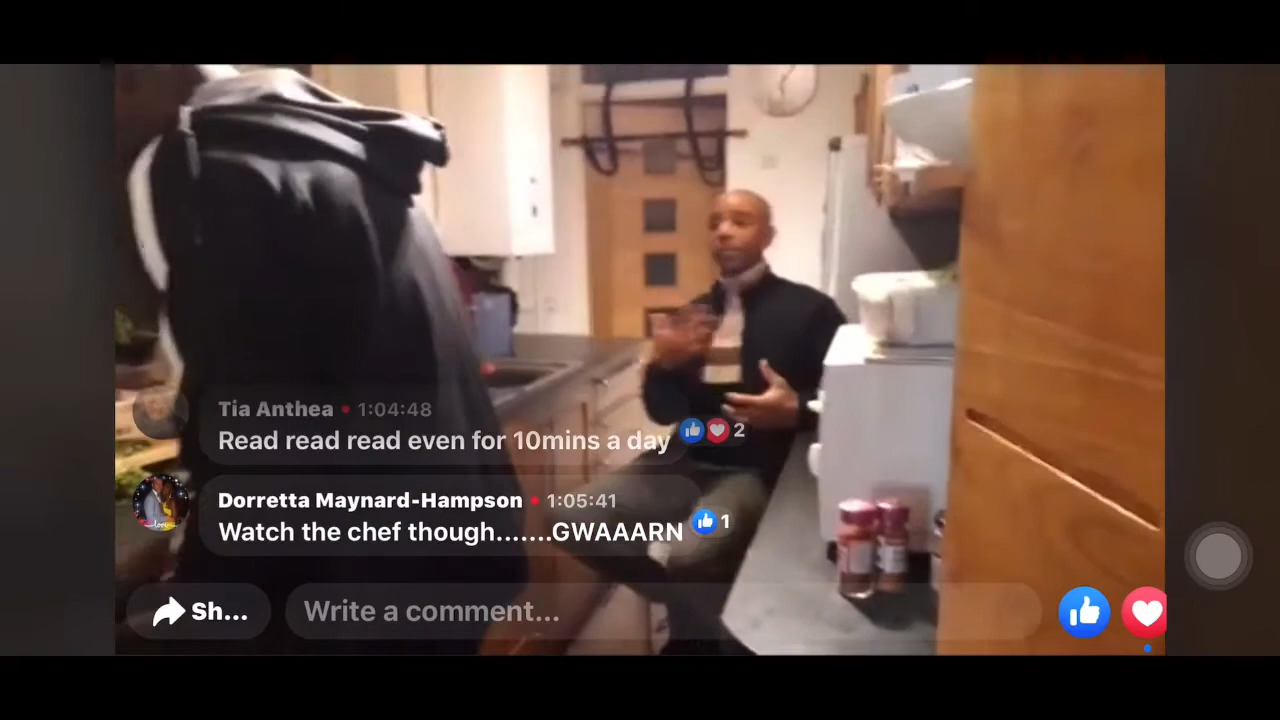 Tia Anthea • 1:04:48
Read read read even for 10mins a day
2
Dorretta Maynard-Hampson • 1:05:41
Watch the chef though.......GWAAARN
1
Sh...
Write a comment...